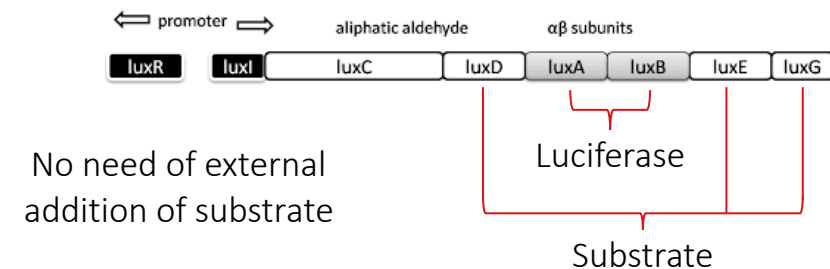 promoter
aliphatic aldehyde
αβ subunits
luxR
luxI
luxC
luxD
luxA
luxB
luxE
luxG
Luciferase
No need of external
addition of substrate
Substrate